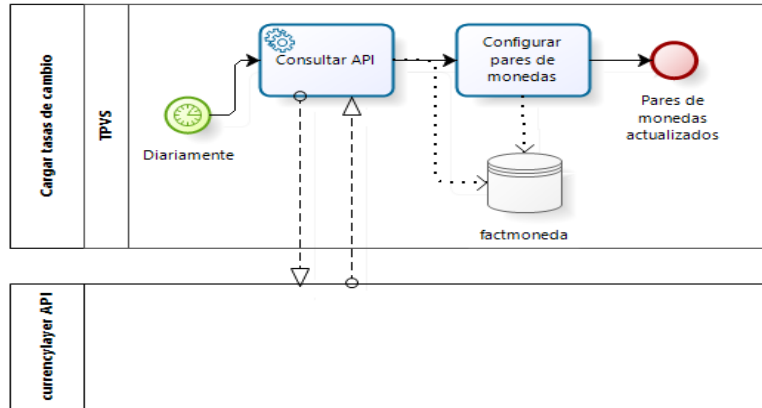 Cargar tasas de cambio
TPVS
Diariamente
Consultar API
Configurar
pares de
monedas
Pares de
monedas
actualizados
factmoneda
currencylayer API